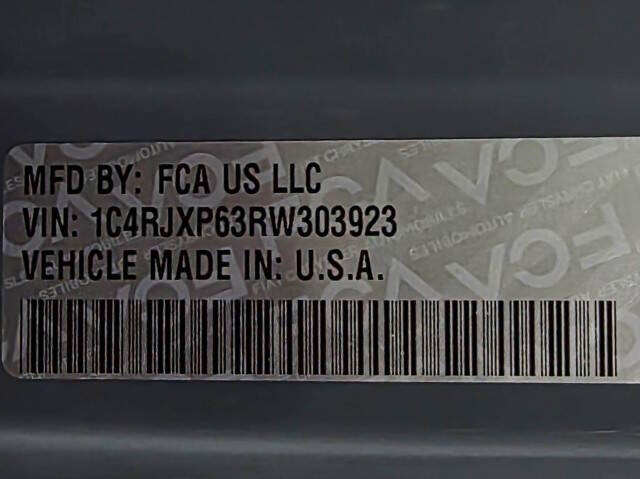 MFD BY: FCA US LLC
VIN: 1C4RJXP63RW303923
VEHICLE MADE IN: U.S.A.